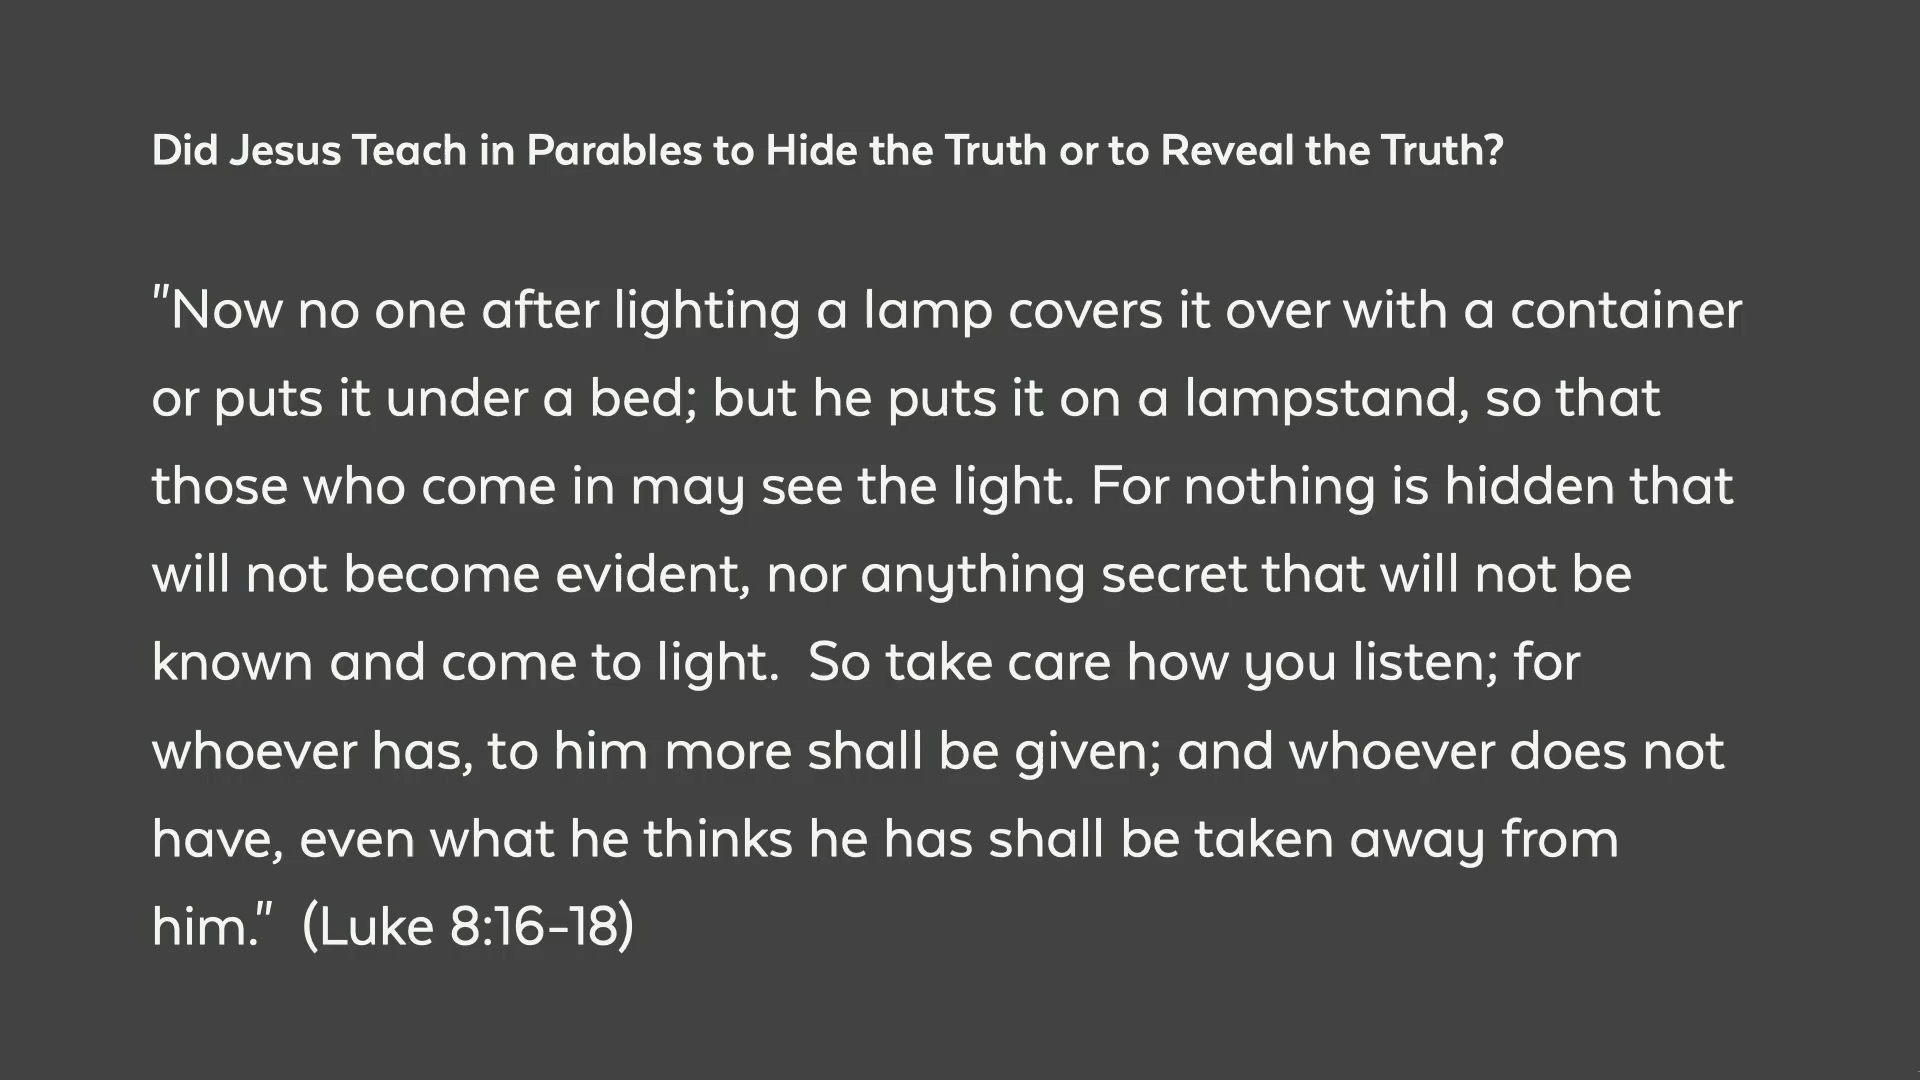 Did Jesus Teach in Parables to Hide the Truth or to Reveal the Truth?
"Now no one after lighting a lamp covers it over with a container
or puts it under a bed; but he puts it on a lampstand, so that
those who come in may see the light. For nothing is hidden that
will not become evident, nor anything secret that will not be
known and come to light.  So take care how you listen; for
whoever has, to him more shall be given; and whoever does not
have, even what he thinks he has shall be taken away from
him."  (Luke 8:16-18)